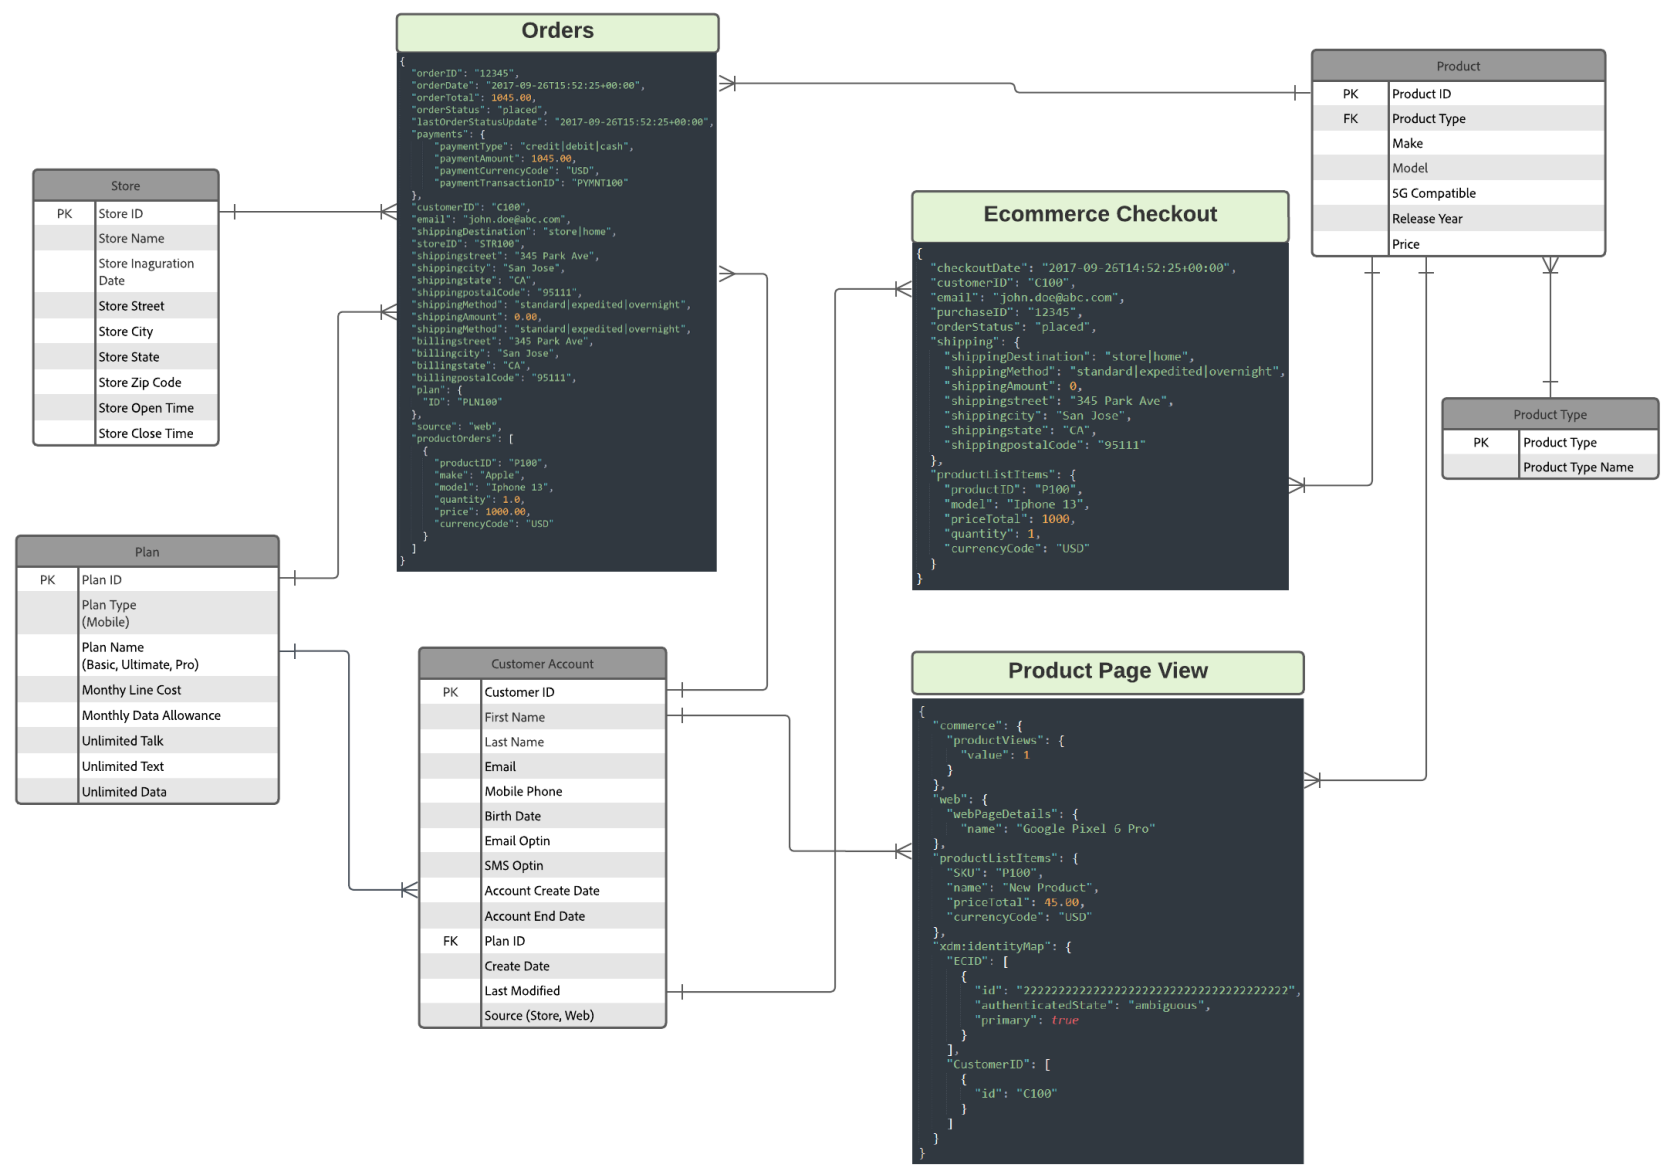 Orders
{
"orderID": "12345",
"orderDate": "2017-09-26T15:52:25+00:00",
"orderTotal": 1045.00,
"orderStatus": "placed",
"lastOrderStatusUpdate": "2017-09-26T15:52:25+00:00",
"payments": {
"paymentType": "credit|debit|cash",
"paymentAmount": 1045.00,
"paymentCurrencyCode": "USD",
"paymentTransactionID": "PYMNT100"
},
"customerID": "C100",
"email": "john.doe@abc.com",
"shippingDestination": "store|home",
"storeID": "STR100",
"shippingstreet": "345 Park Ave",
"shippingcity": "San Jose",
"shippingstate": "CA",
"shippingpostalCode": "95111",
"shippingMethod": "standard|expedited|overnight",
"shippingAmount": 0.00,
"shippingMethod": "standard|expedited|overnight",
"billingstreet": "345 Park Ave",
"billingcity": "San Jose",
"billingstate": "CA",
"billingpostalCode": "95111",
"plan": {
"ID": "PLN100"
},
"source": "web",
"productOrders": [
{
"productID": "P100",
"make": "Apple",
"model": "Iphone 13",
"quantity": 1.0,
"price": 1000.00,
"currencyCode": "USD"
}
]
}
Product
PK Product ID
FK Product Type
Make
Model
5G Compatible
Release Year
Price
Store
PK Store ID
Store Name
Store Inaguration
Date
Store Street
Store City
Store State
Store Zip Code
Store Open Time
Store Close Time
Ecommerce Checkout
{
"checkoutDate": "2017-09-26T14:52:25+00:00",
"customerID": "C100",
"email": "john.doe@abc.com",
"purchaseID": "12345",
"orderStatus": "placed",
"shipping": {
"shippingDestination": "store|home",
"shippingMethod": "standard|expedited|overnight",
"shippingAmount": 0,
"shippingstreet": "345 Park Ave",
"shippingcity": "San Jose",
"shippingstate": "CA",
"shippingpostalCode": "95111"
},
"productListItems": {
"productID": "P100",
"model": "Iphone 13",
"priceTotal": 1000,
"quantity": 1,
"currencyCode": "USD"
}
}
Product Type
PK Product Type
Product Type Name
Plan
PK Plan ID
Plan Type
(Mobile)
Plan Name
(Basic, Ultimate, Pro)
Monthy Line Cost
Monthly Data Allowance
Unlimited Talk
Unlimited Text
Unlimited Data
Customer Account
PK Customer ID
First Name
Last Name
Email
Mobile Phone
Birth Date
Email Optin
SMS Optin
Account Create Date
Account End Date
FK Plan ID
Create Date
Last Modified
Source (Store, Web)
Product Page View
{
"commerce": {
"productViews": {
"value": 1
}
},
"web": {
"webPageDetails": {
"name": "Google Pixel 6 Pro"
},
"productListItems": {
"SKU": "P100",
"name": "New Product",
"priceTotal": 45.00,
"currencyCode": "USD"
},
"xdm:identityMap": {
"ECID": [
{
"authenticatedState": "ambiguous",
"primary": true
}
],
"CustomerID": [
{
"id": "C100"
}
]
}
}